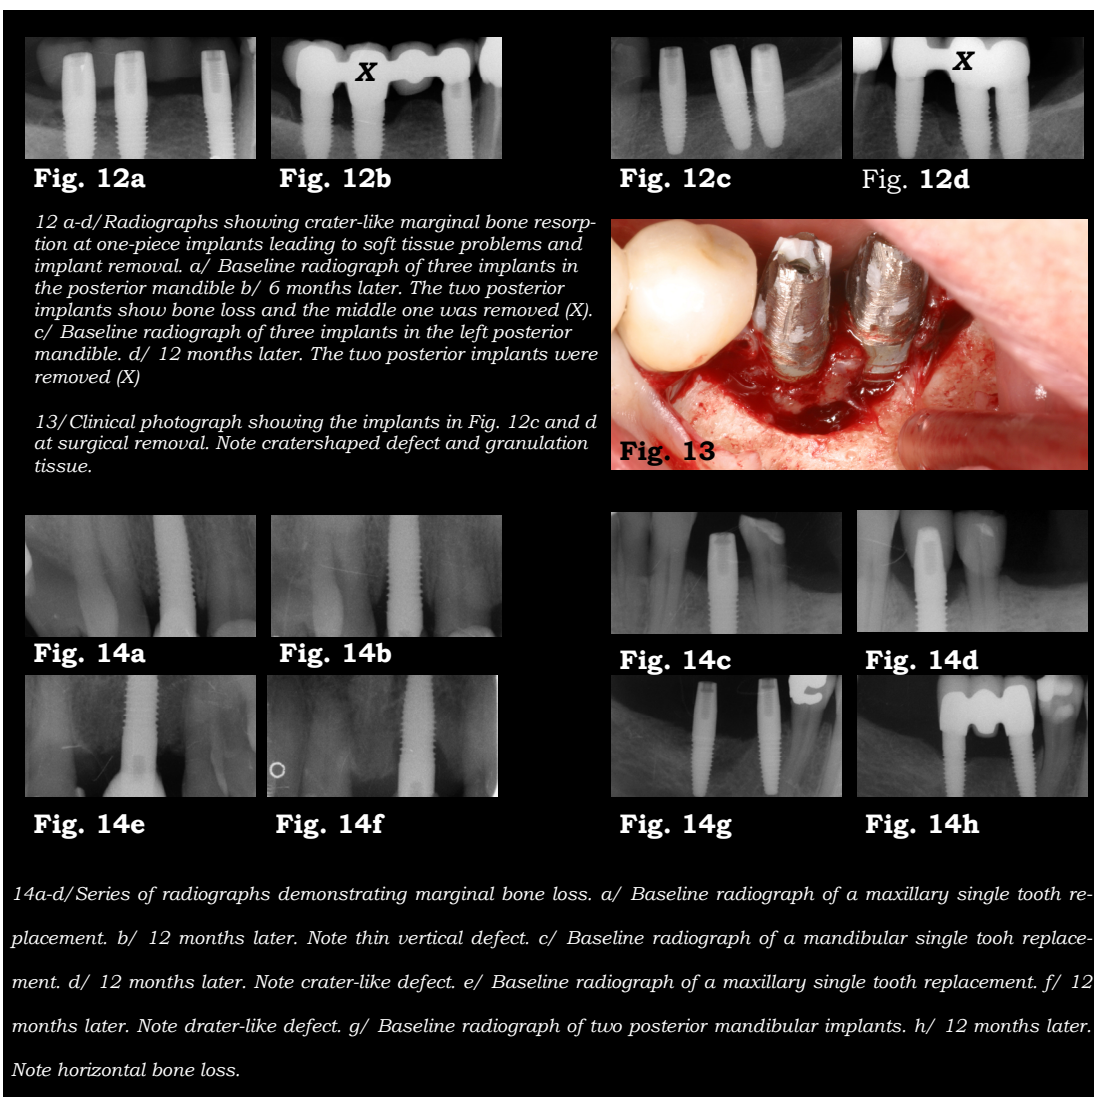 X
X
Fig. 12a
Fig. 12b
Fig. 12c
Fig. 12d
12 a-d/Radiographs showing crater-like marginal bone resorp-
tion at one-piece implants leading to soft tissue problems and
implant removal. a/ Baseline radiograph of three implants in
the posterior mandible b/ 6 months later. The two posterior
implants show bone loss and the middle one was removed (X).
c/ Baseline radiograph of three implants in the left posterior
mandible. d/ 12 months later. The two posterior implants were
removed (X)
13/Clinical photograph showing the implants in Fig. 12c and d
at surgical removal. Note cratershaped defect and granulation
tissue.
Fig. 13
Fig. 14a
Fig. 14b
Fig. 14c
Fig. 14d
Fig. 14e
Fig. 14f
Fig. 14g
Fig. 14h
14a-d/Series of radiographs demonstrating marginal bone loss. a/ Baseline radiograph of a maxillary single tooth re-
placement. b/ 12 months later. Note thin vertical defect. c/ Baseline radiograph of a mandibular single tooh replace-
ment. d/ 12 months later. Note crater-like defect. e/ Baseline radiograph of a maxillary single tooth replacement. f/ 12
months later. Note drater-like defect. g/ Baseline radiograph of two posterior mandibular implants. h/ 12 months later.
Note horizontal bone loss.